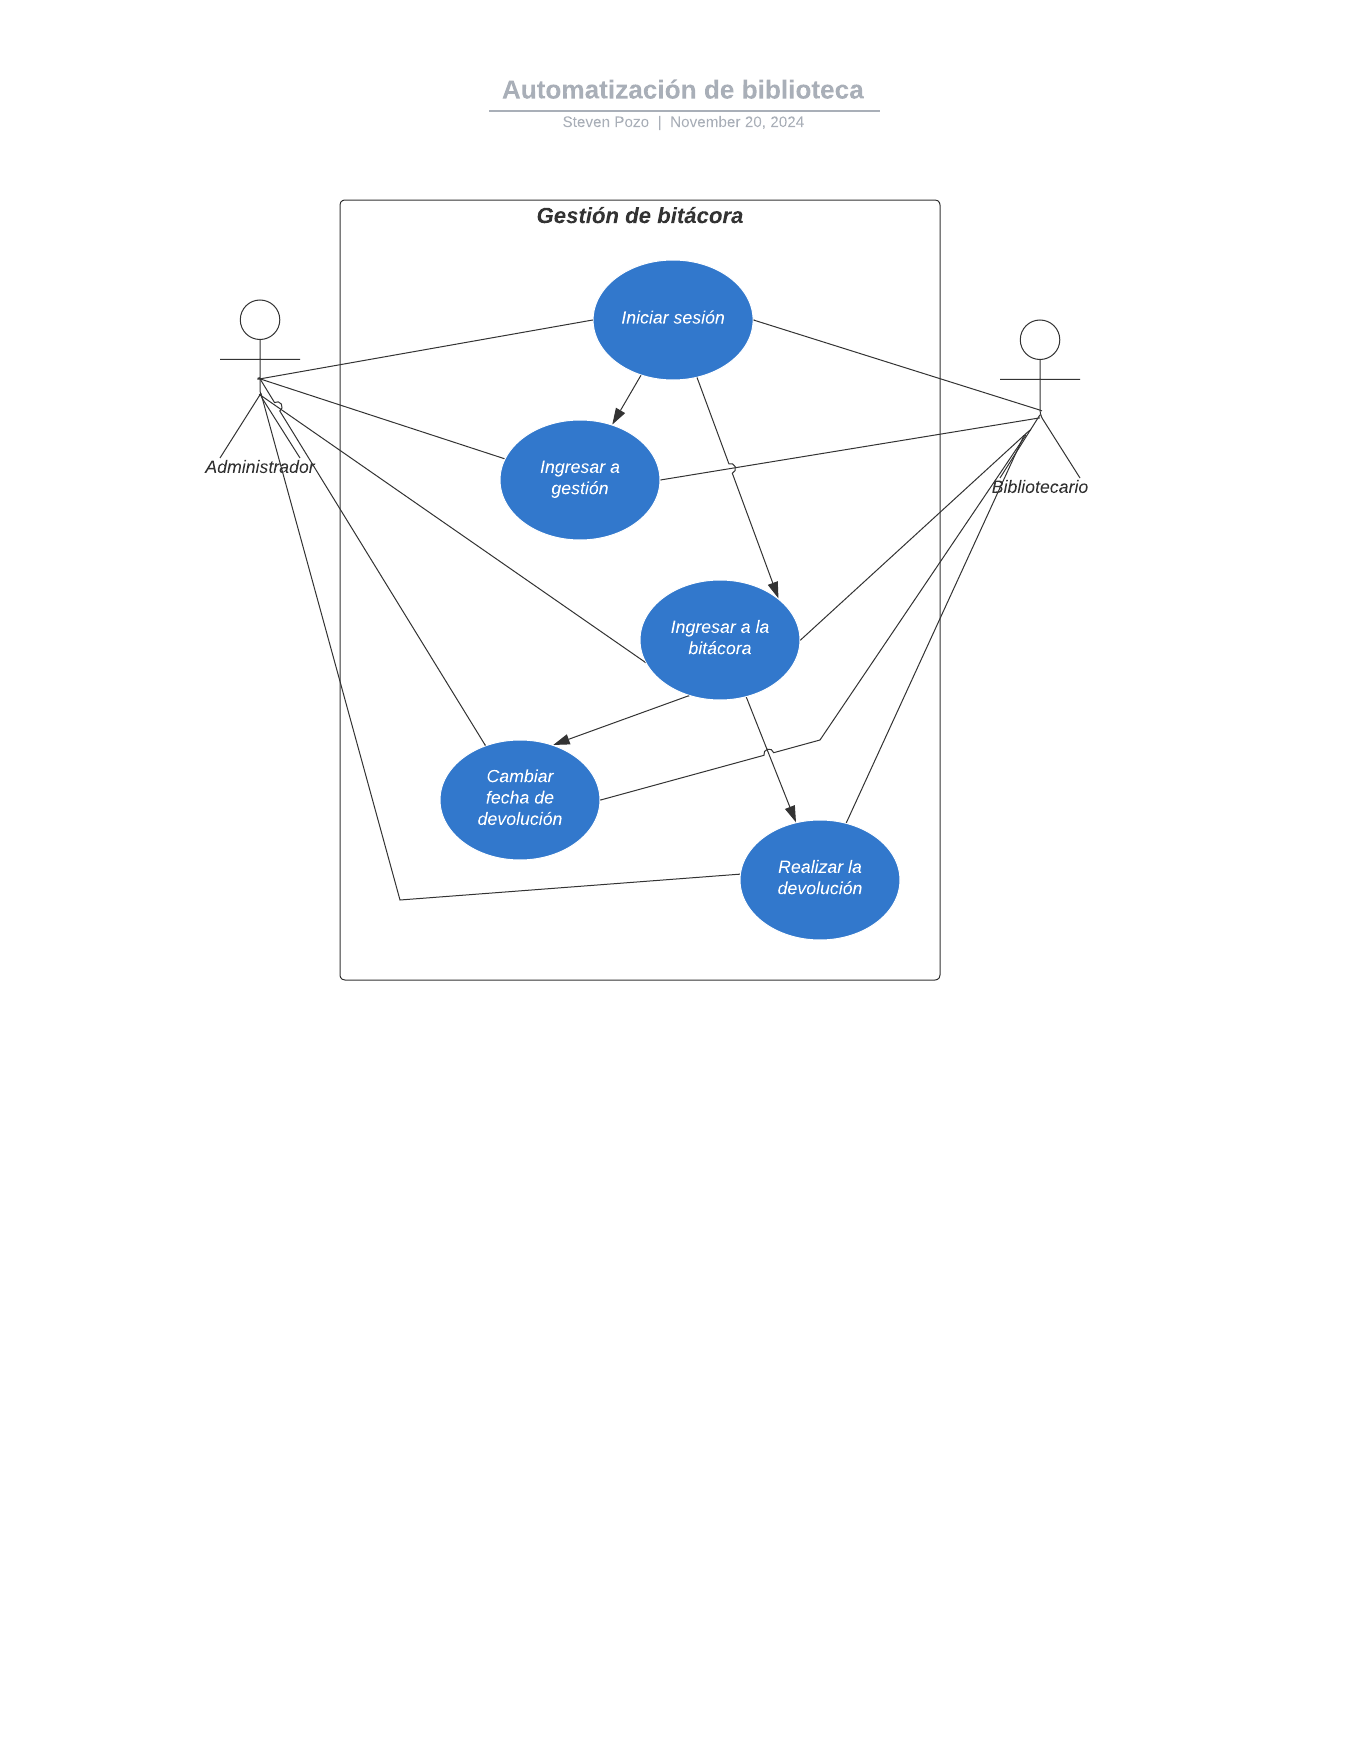 Automatización de biblioteca
Steven Pozo | November 20, 2024
Gestión de bitácora
Iniciar sesión
Administrador
Ingresar a
gestión
Bibliotecario
Ingresar a la
bitácora
Cambiar
fecha de
devolución
Realizar la
devolución